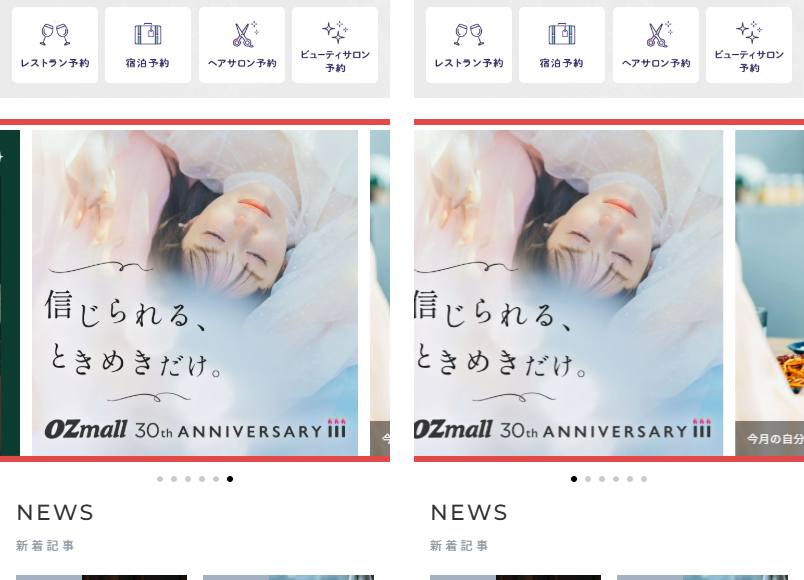 レストラン予約
宿泊予約
ヘアサロン予約
ビューティサロン
予約
信じられる、
ときめきだけ。
OZmall 30th ANNIVERSARY
今
NEWS
新着記事
レストラン予約
宿泊予約
ヘアサロン予約
ビューティサロン
予約
信じられる、
ときめきだけ。
OZmall 30th ANNIVERSARY
今月の自分
NEWS
新着記事